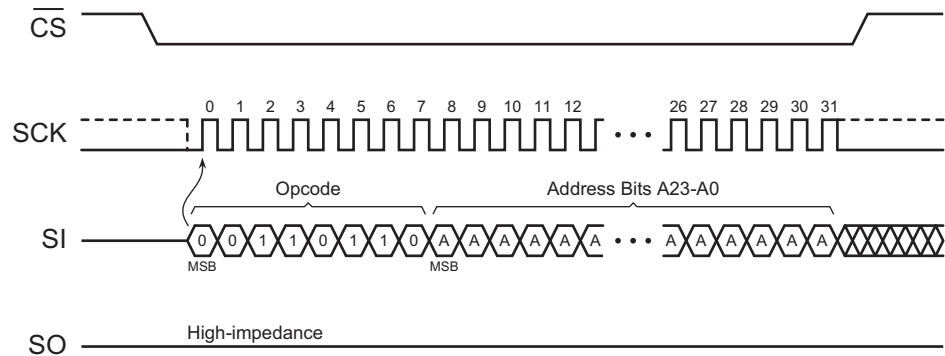 CS
0 1 2 3 4 5 6 7 8 9 10 11 12 26 27 28 29 30 31
SCK
• • •
Opcode Address Bits A23-A0
SI 0 0 1 1 0 1 1 0 A A A A A A • • • A A A A A A
MSB MSB
High-impedance
SO